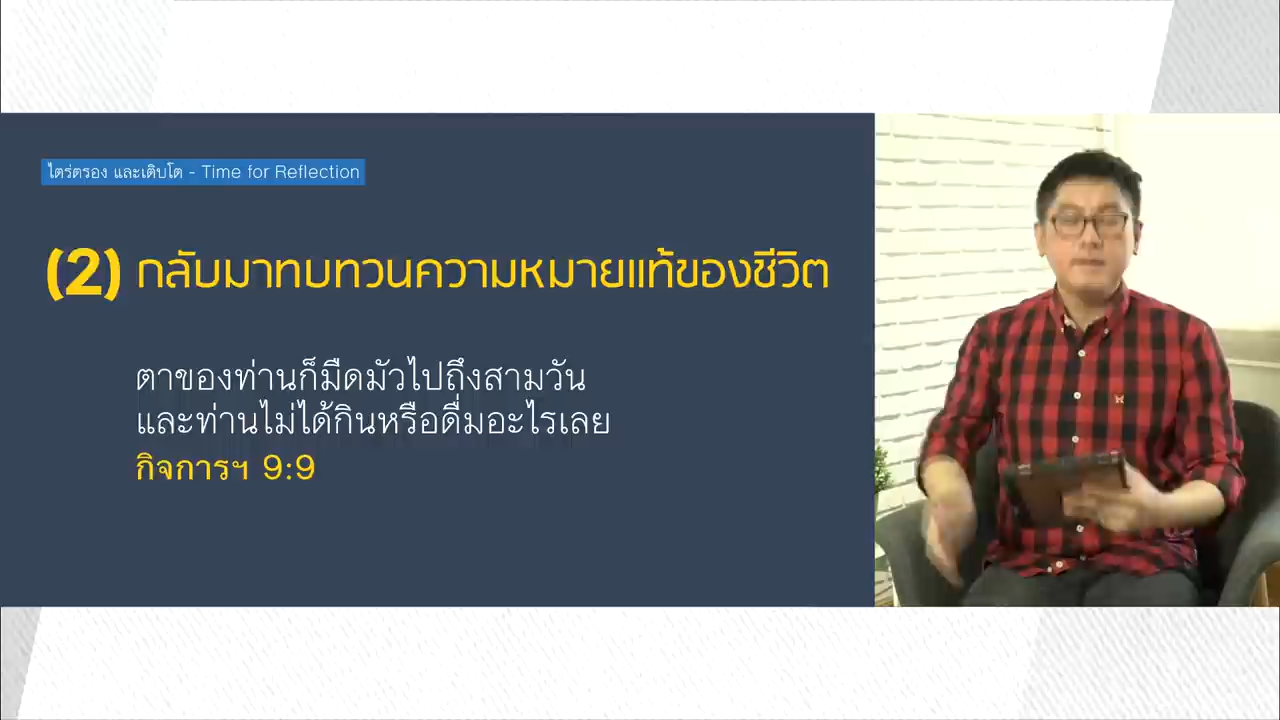 ไตร่ตรอง และเติบโต - Time for Reflection
(2) กลับมาทบทวนความหมายแท้ของชีวิต
ตาของท่านก็มืดมัวไปถึงสามวัน
และท่านไม่ได้กินหรือดื่มอะไรเลย
กิจการฯ 9:9